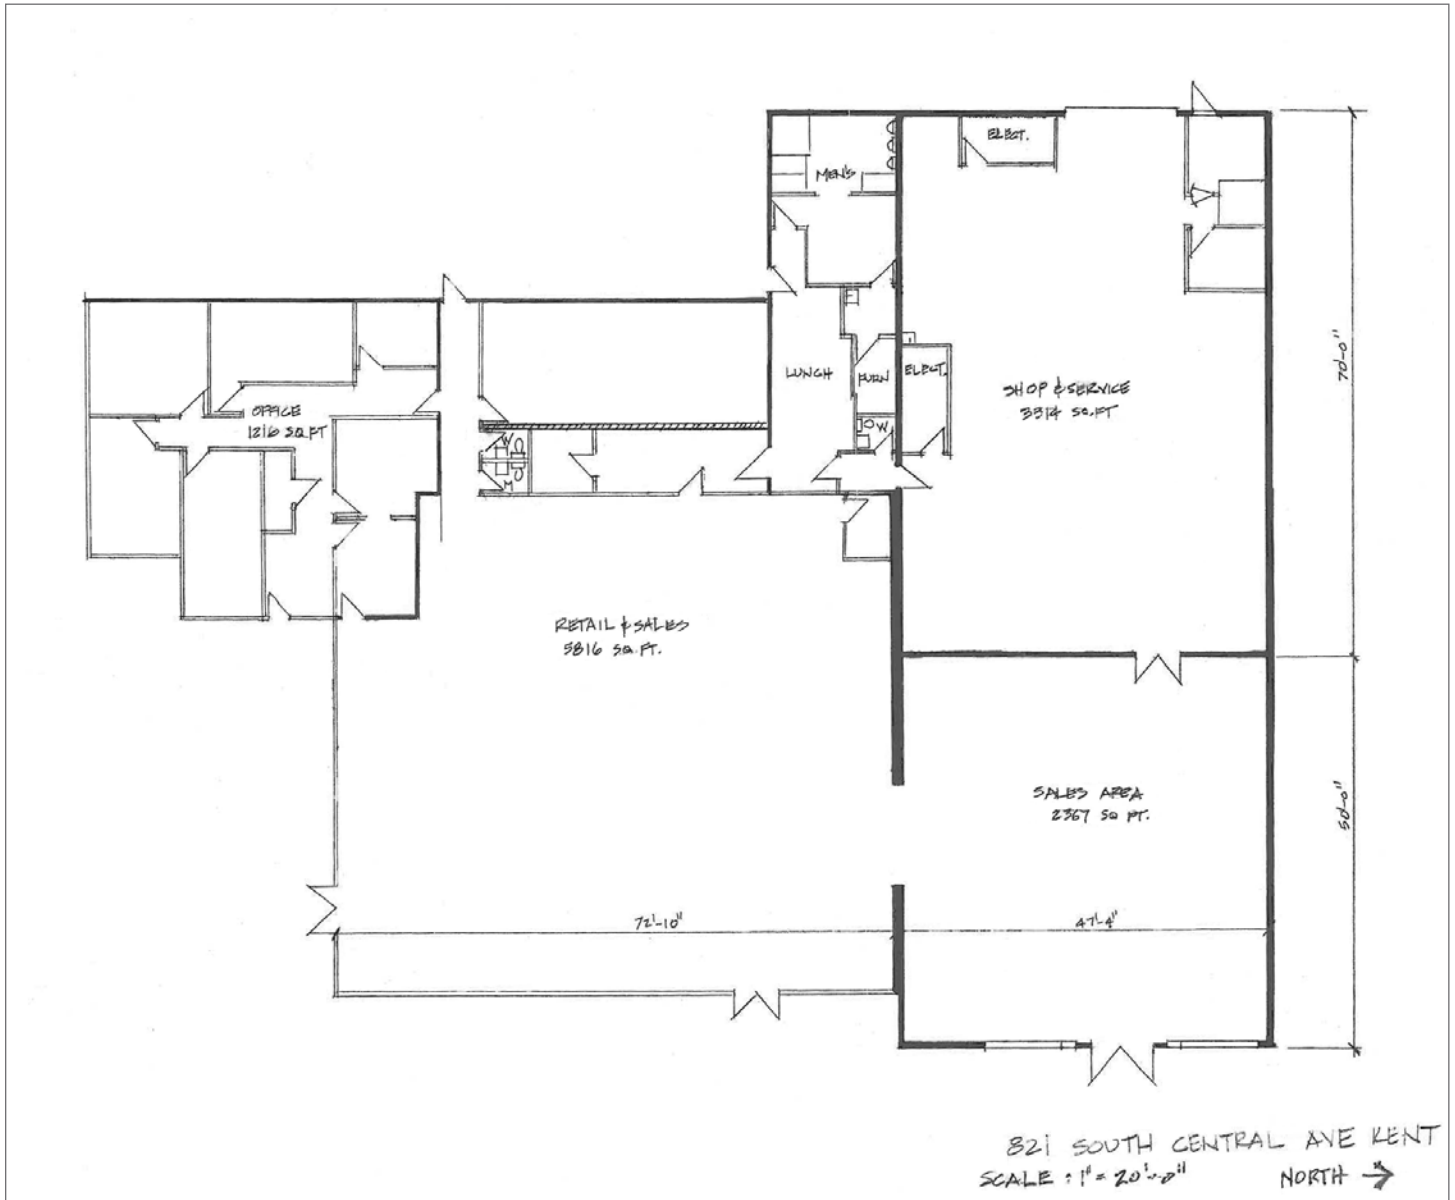 ELECT.
MEN'S
70'-0"
LUNCH
FURN
ELECT.
SHOP & SERVICE
3314 SQ.FT
OFFICE
1216 SQ.FT
W
W
M
RETAIL & SALES
5816 SQ.FT.
SALES AREA
2367 SQ FT.
50'-0"
72'-10"
47'-4"
821 SOUTH CENTRAL AVE KENT
SCALE : 1" = 20'-0"
NORTH →